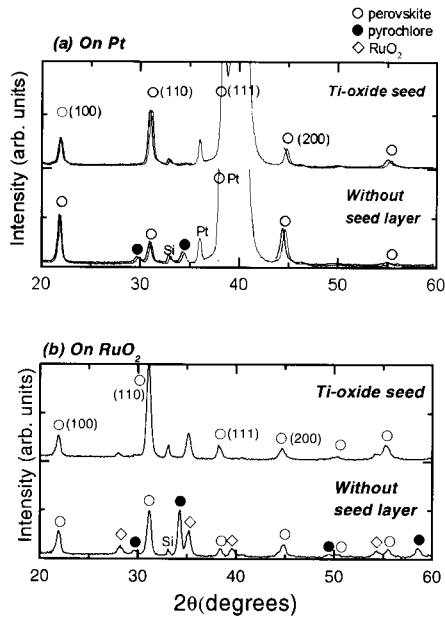 ○ perovskite
● pyrochlore
◇ RuO₂
(a) On Pt
Intensity (arb. units)
○(100)
○(110)
○(111)
○(200)
○
Ti-oxide seed
○
●
○
Si
●
Pt
○ Pt
○
○
Without
seed layer
20 30 40 50 60
(b) On RuO₂
Intensity (arb. units)
○(100)
○
(110)
○(111)
○(200)
○
○
Ti-oxide seed
○
◇
●
○
Si
●
◇
○
◇
○
●
○
◇
○
●
Without
seed layer
20 30 40 50 60
2θ(degrees)